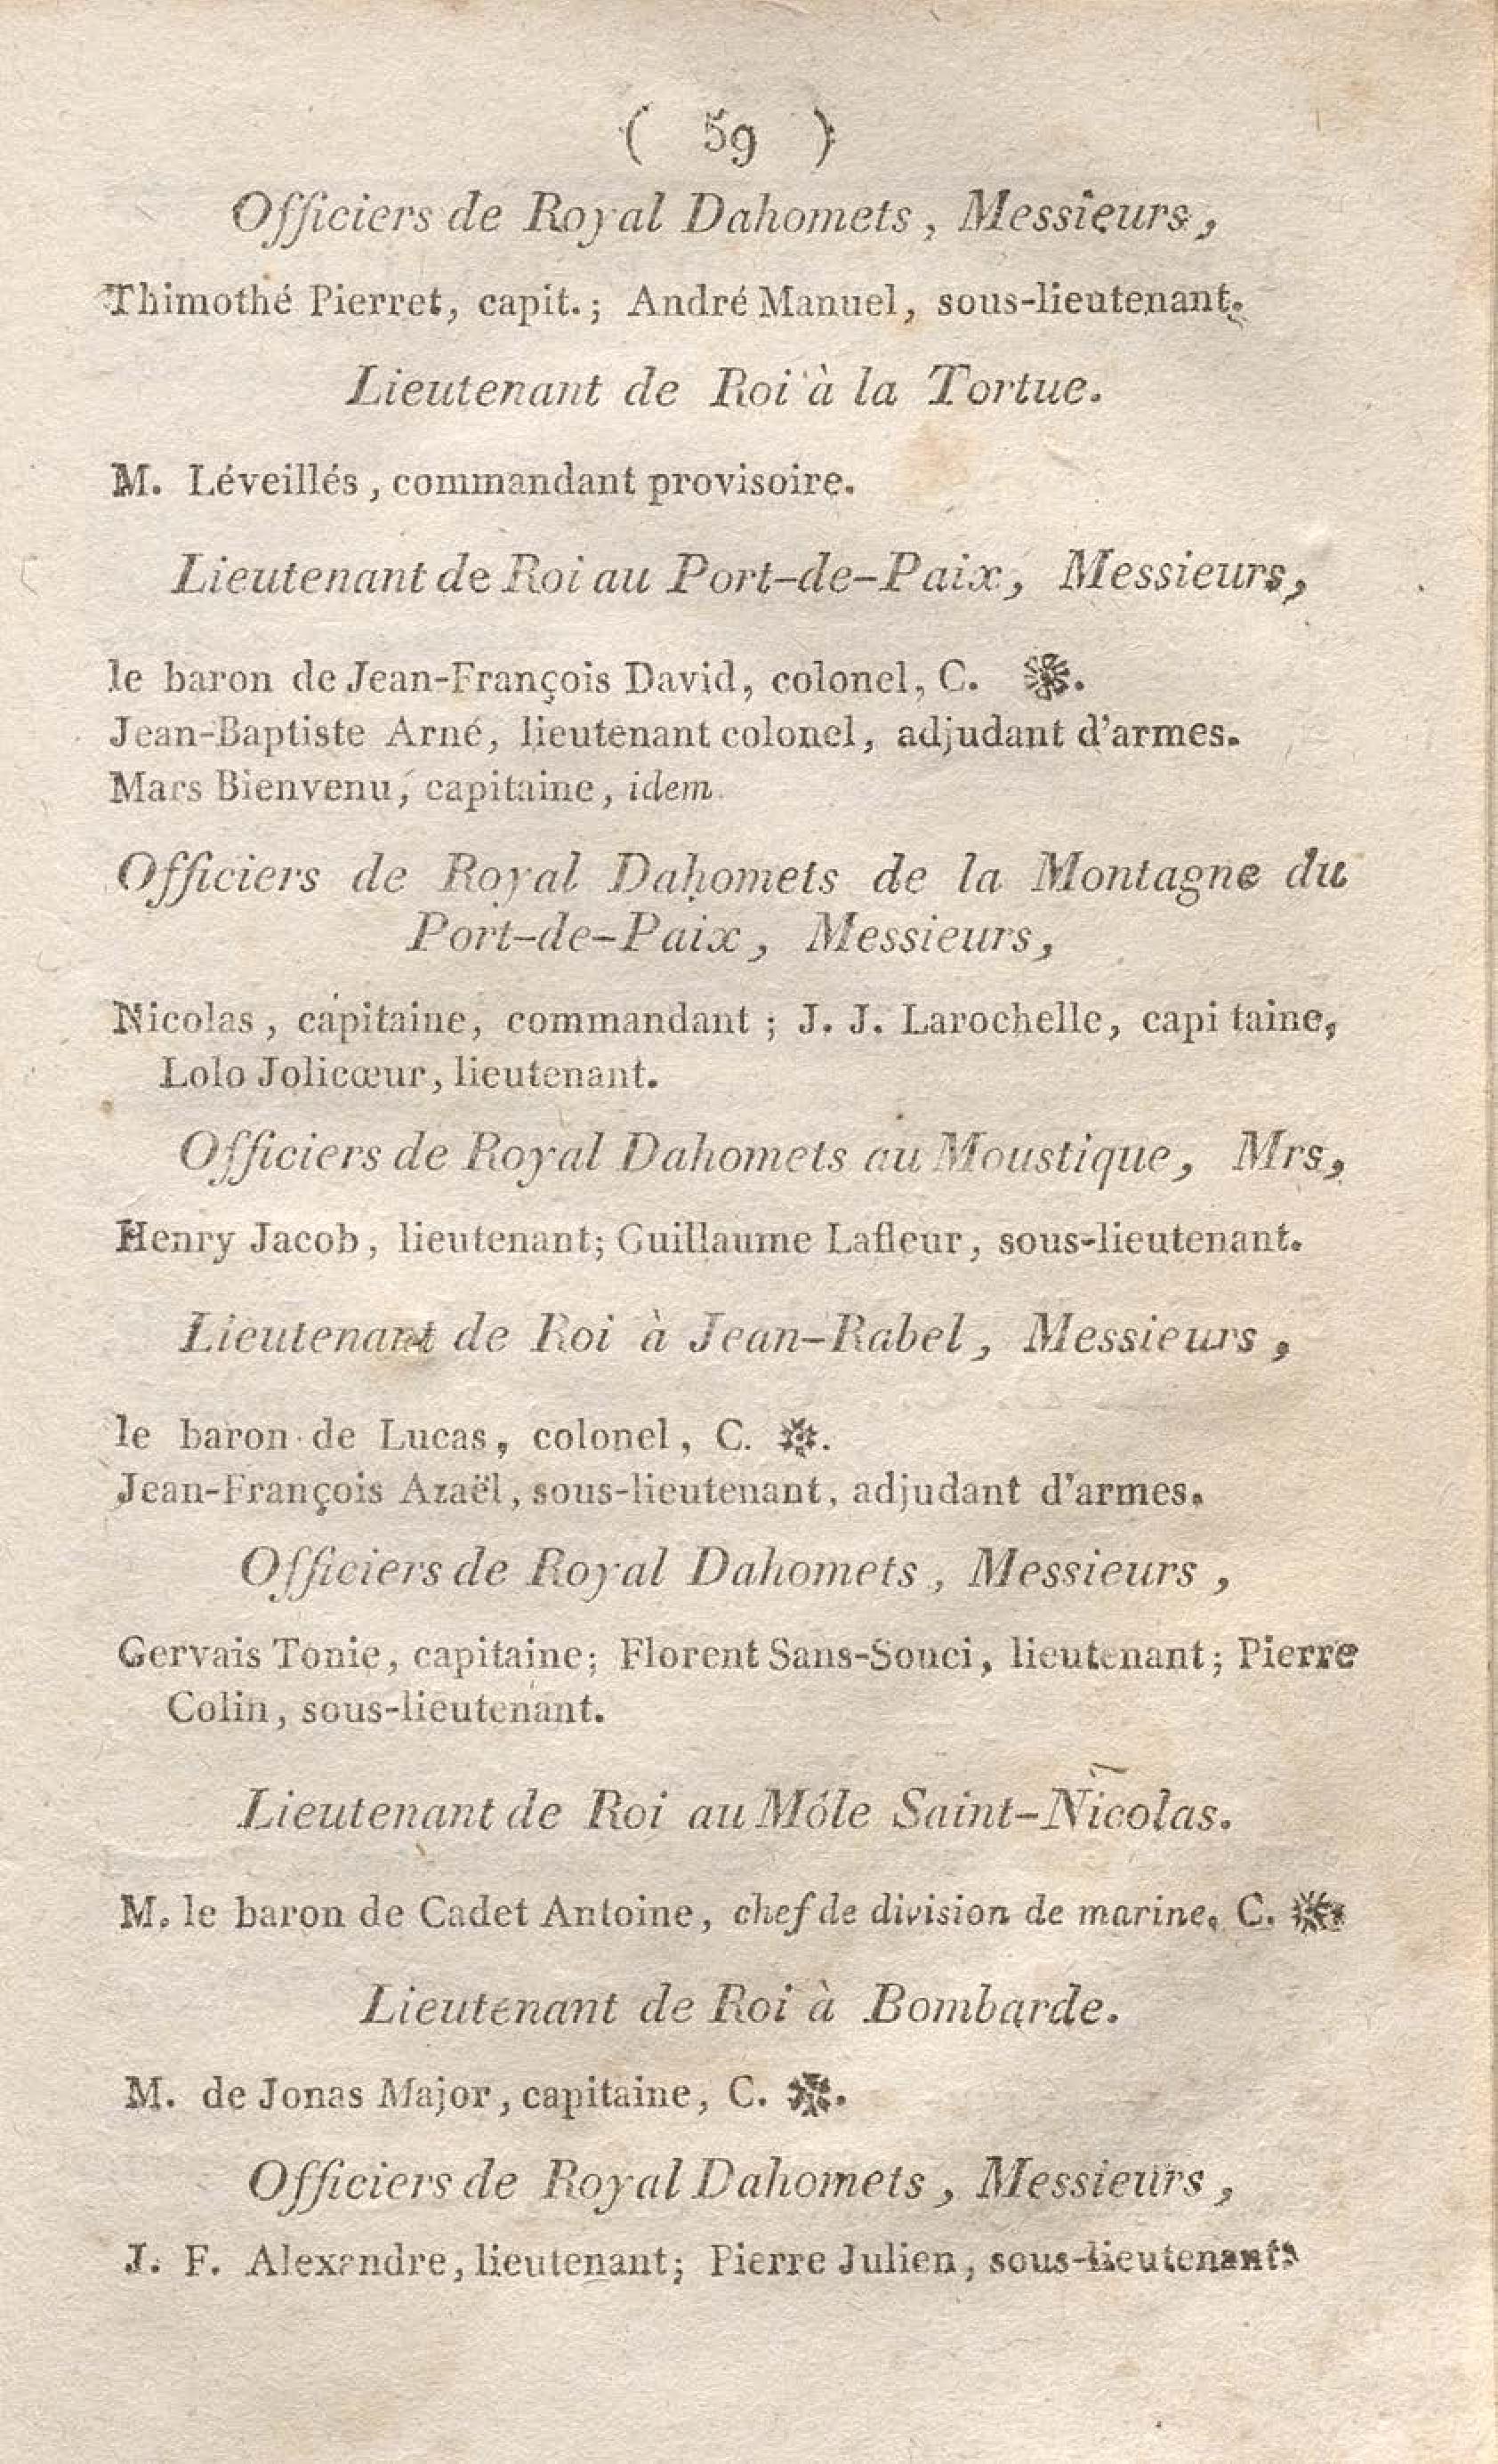 ( 59 )
Officiers de Royal Dahomets, Messieurs,
Thimothé Pierret, capit.; André Manuel, sous-lieutenant.
Lieutenant de Roi à la Tortue.
M. Léveillés, commandant provisoire.
Lieutenant de Roi au Port-de-Paix, Messieurs,
le baron de Jean-François David, colonel, C. ※.
Jean-Baptiste Arné, lieutenant colonel, adjudant d'armes.
Mars Bienvenu, capitaine, idem.
Officiers de Royal Dahomets de la Montagne du
Port-de-Paix, Messieurs,
Nicolas, capitaine, commandant; J. J. Larochelle, capi taine,
Lolo Jolicœur, lieutenant.
Officiers de Royal Dahomets au Moustique, Mrs,
Henry Jacob, lieutenant; Guillaume Lafleur, sous-lieutenant.
Lieutenant de Roi à Jean-Rabel, Messieurs,
le baron de Lucas, colonel, C. ※.
Jean-François Azaël, sous-lieutenant, adjudant d'armes.
Officiers de Royal Dahomets, Messieurs,
Gervais Tonie, capitaine; Florent Sans-Souci, lieutenant; Pierre
Colin, sous-lieutenant.
Lieutenant de Roi au Môle Saint-Nicolas.
M. le baron de Cadet Antoine, chef de division de marine, C. ※.
Lieutenant de Roi à Bombarde.
M. de Jonas Major, capitaine, C. ※.
Officiers de Royal Dahomets, Messieurs,
J. F. Alexandre, lieutenant; Pierre Julien, sous-lieutenant.